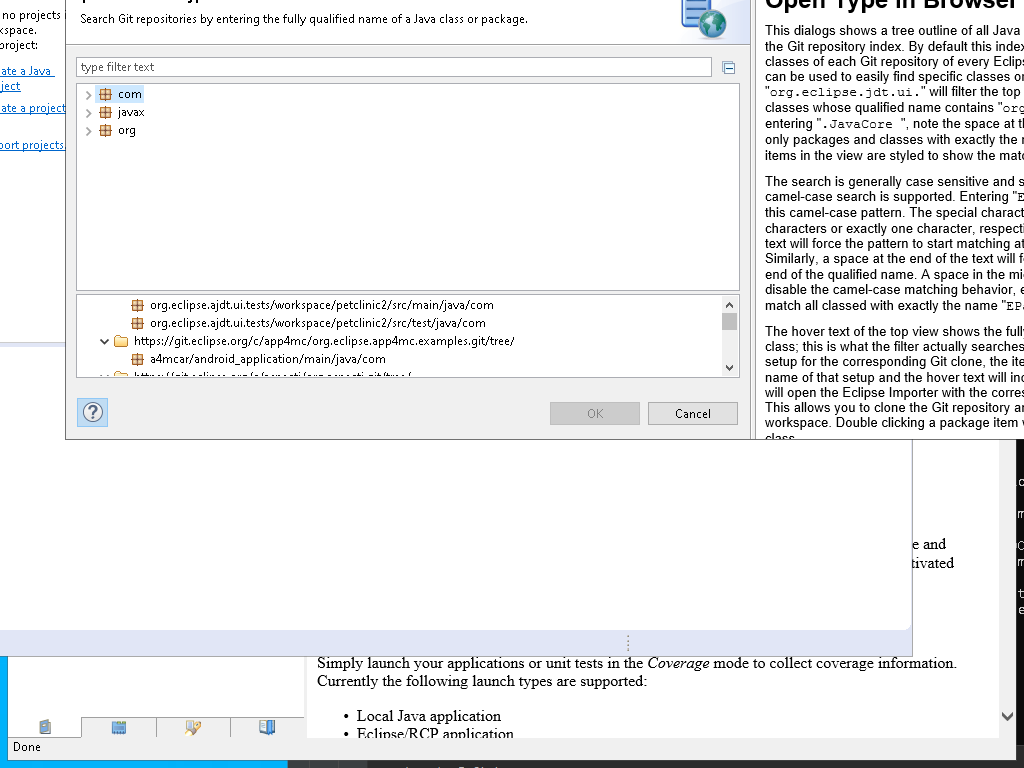 no projects
kspace.
project:
ate a Java
ject
ate a project
port projects.
Search Git repositories by entering the fully qualified name of a Java class or package.
type filter text
com
javax
org
org.eclipse.ajdt.ui.tests/workspace/petclinic2/src/main/java/com
org.eclipse.ajdt.ui.tests/workspace/petclinic2/src/test/java/com
https://git.eclipse.org/c/app4mc/org.eclipse.app4mc.examples.git/tree/
a4mcar/android_application/main/java/com
OK
Cancel
Open Type in Browser
This dialogs shows a tree outline of all Java
the Git repository index. By default this index
classes of each Git repository of every Eclips
can be used to easily find specific classes or
"org.eclipse.jdt.ui." will filter the top
classes whose qualified name contains "org
entering ".JavaCore ", note the space at th
only packages and classes with exactly the n
items in the view are styled to show the matc
The search is generally case sensitive and s
camel-case search is supported. Entering "E
this camel-case pattern. The special charact
characters or exactly one character, respecti
text will force the pattern to start matching at
Similarly, a space at the end of the text will f
end of the qualified name. A space in the mi
disable the camel-case matching behavior, e
match all classed with exactly the name "EPa
The hover text of the top view shows the fully
class; this is what the filter actually searches
setup for the corresponding Git clone, the ite
name of that setup and the hover text will inc
will open the Eclipse Importer with the corres
This allows you to clone the Git repository an
workspace. Double clicking a package item w
class.
e and
tivated
Simply launch your applications or unit tests in the Coverage mode to collect coverage information.
Currently the following launch types are supported:
• Local Java application
• Eclipse/RCP application
Done